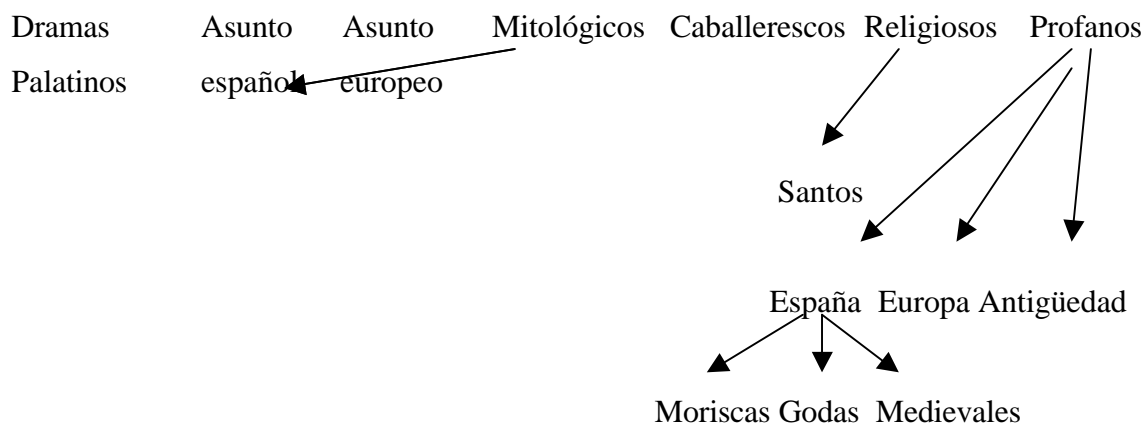 Dramas Asunto Asunto Mitológicos Caballerescos Religiosos Profanos
Palatinos español europeo
Santos
España Europa Antigüedad
Moriscas Godas Medievales